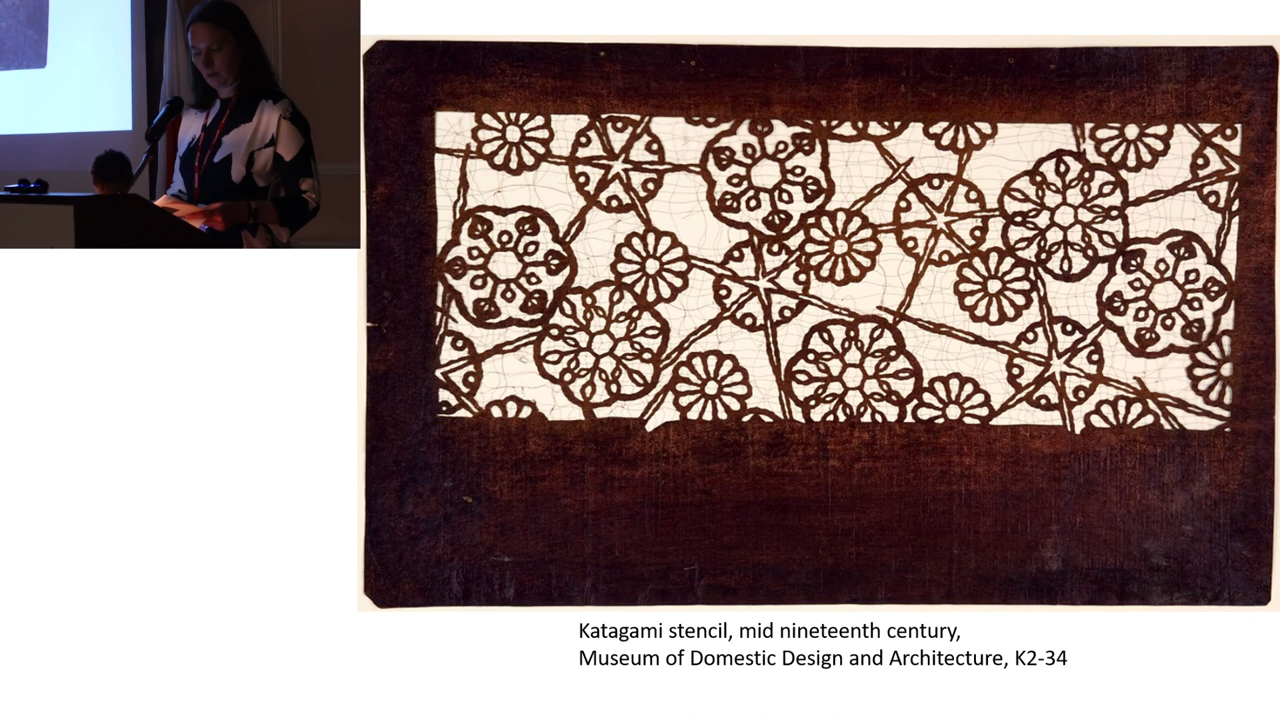 Katagami stencil, mid nineteenth century,
Museum of Domestic Design and Architecture, K2-34